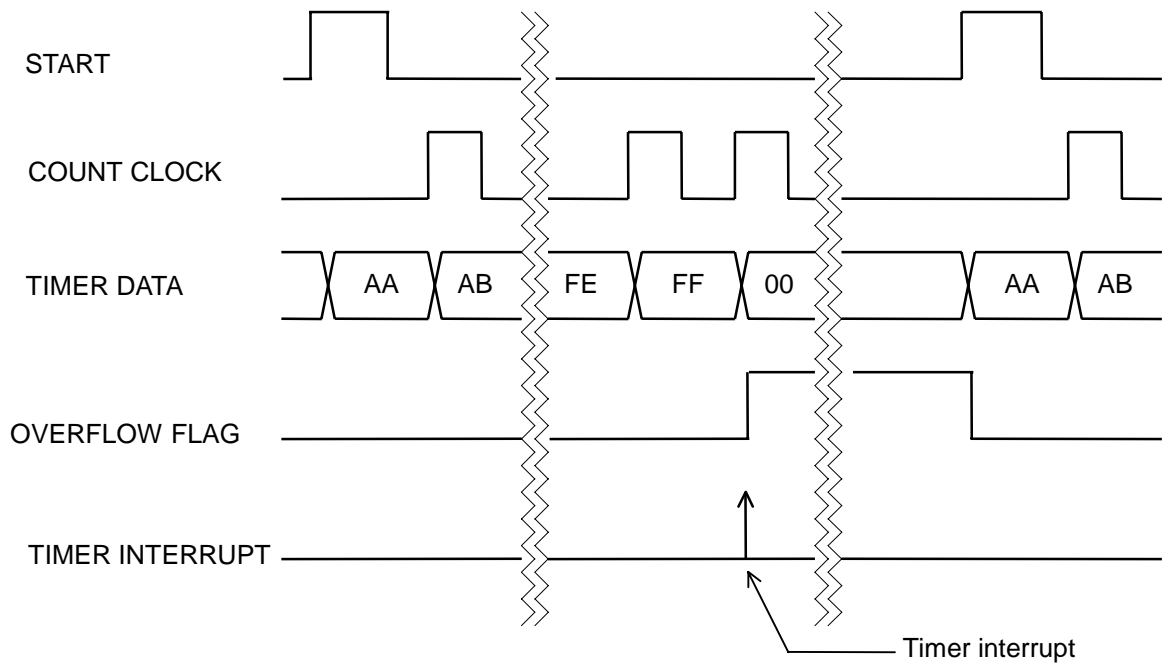 START
COUNT CLOCK
TIMER DATA
AA
AB
FE
FF
00
AA
AB
OVERFLOW FLAG
TIMER INTERRUPT
Timer interrupt